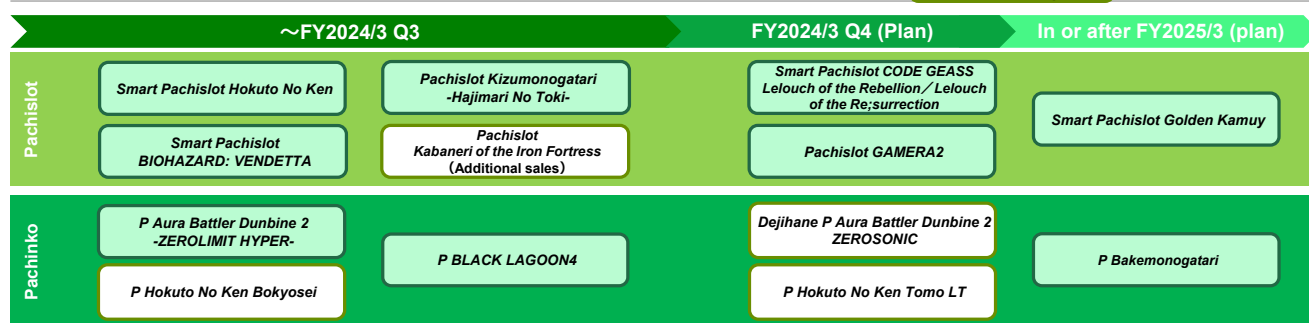 ～FY2024/3 Q3
FY2024/3 Q4 (Plan)
In or after FY2025/3 (plan)
Pachislot
Smart Pachislot Hokuto No Ken
Pachislot Kizumonogatari
-Hajimari No Toki-
Smart Pachislot CODE GEASS
Lelouch of the Rebellion／Lelouch
of the Re;surrection
Smart Pachislot Golden Kamuy
Smart Pachislot
BIOHAZARD: VENDETTA
Pachislot
Kabaneri of the Iron Fortress
（Additional sales）
Pachislot GAMERA2
Pachinko
P Aura Battler Dunbine 2
-ZEROLIMIT HYPER-
P BLACK LAGOON4
Dejihane P Aura Battler Dunbine 2
ZEROSONIC
P Bakemonogatari
P Hokuto No Ken Bokyosei
P Hokuto No Ken Tomo LT